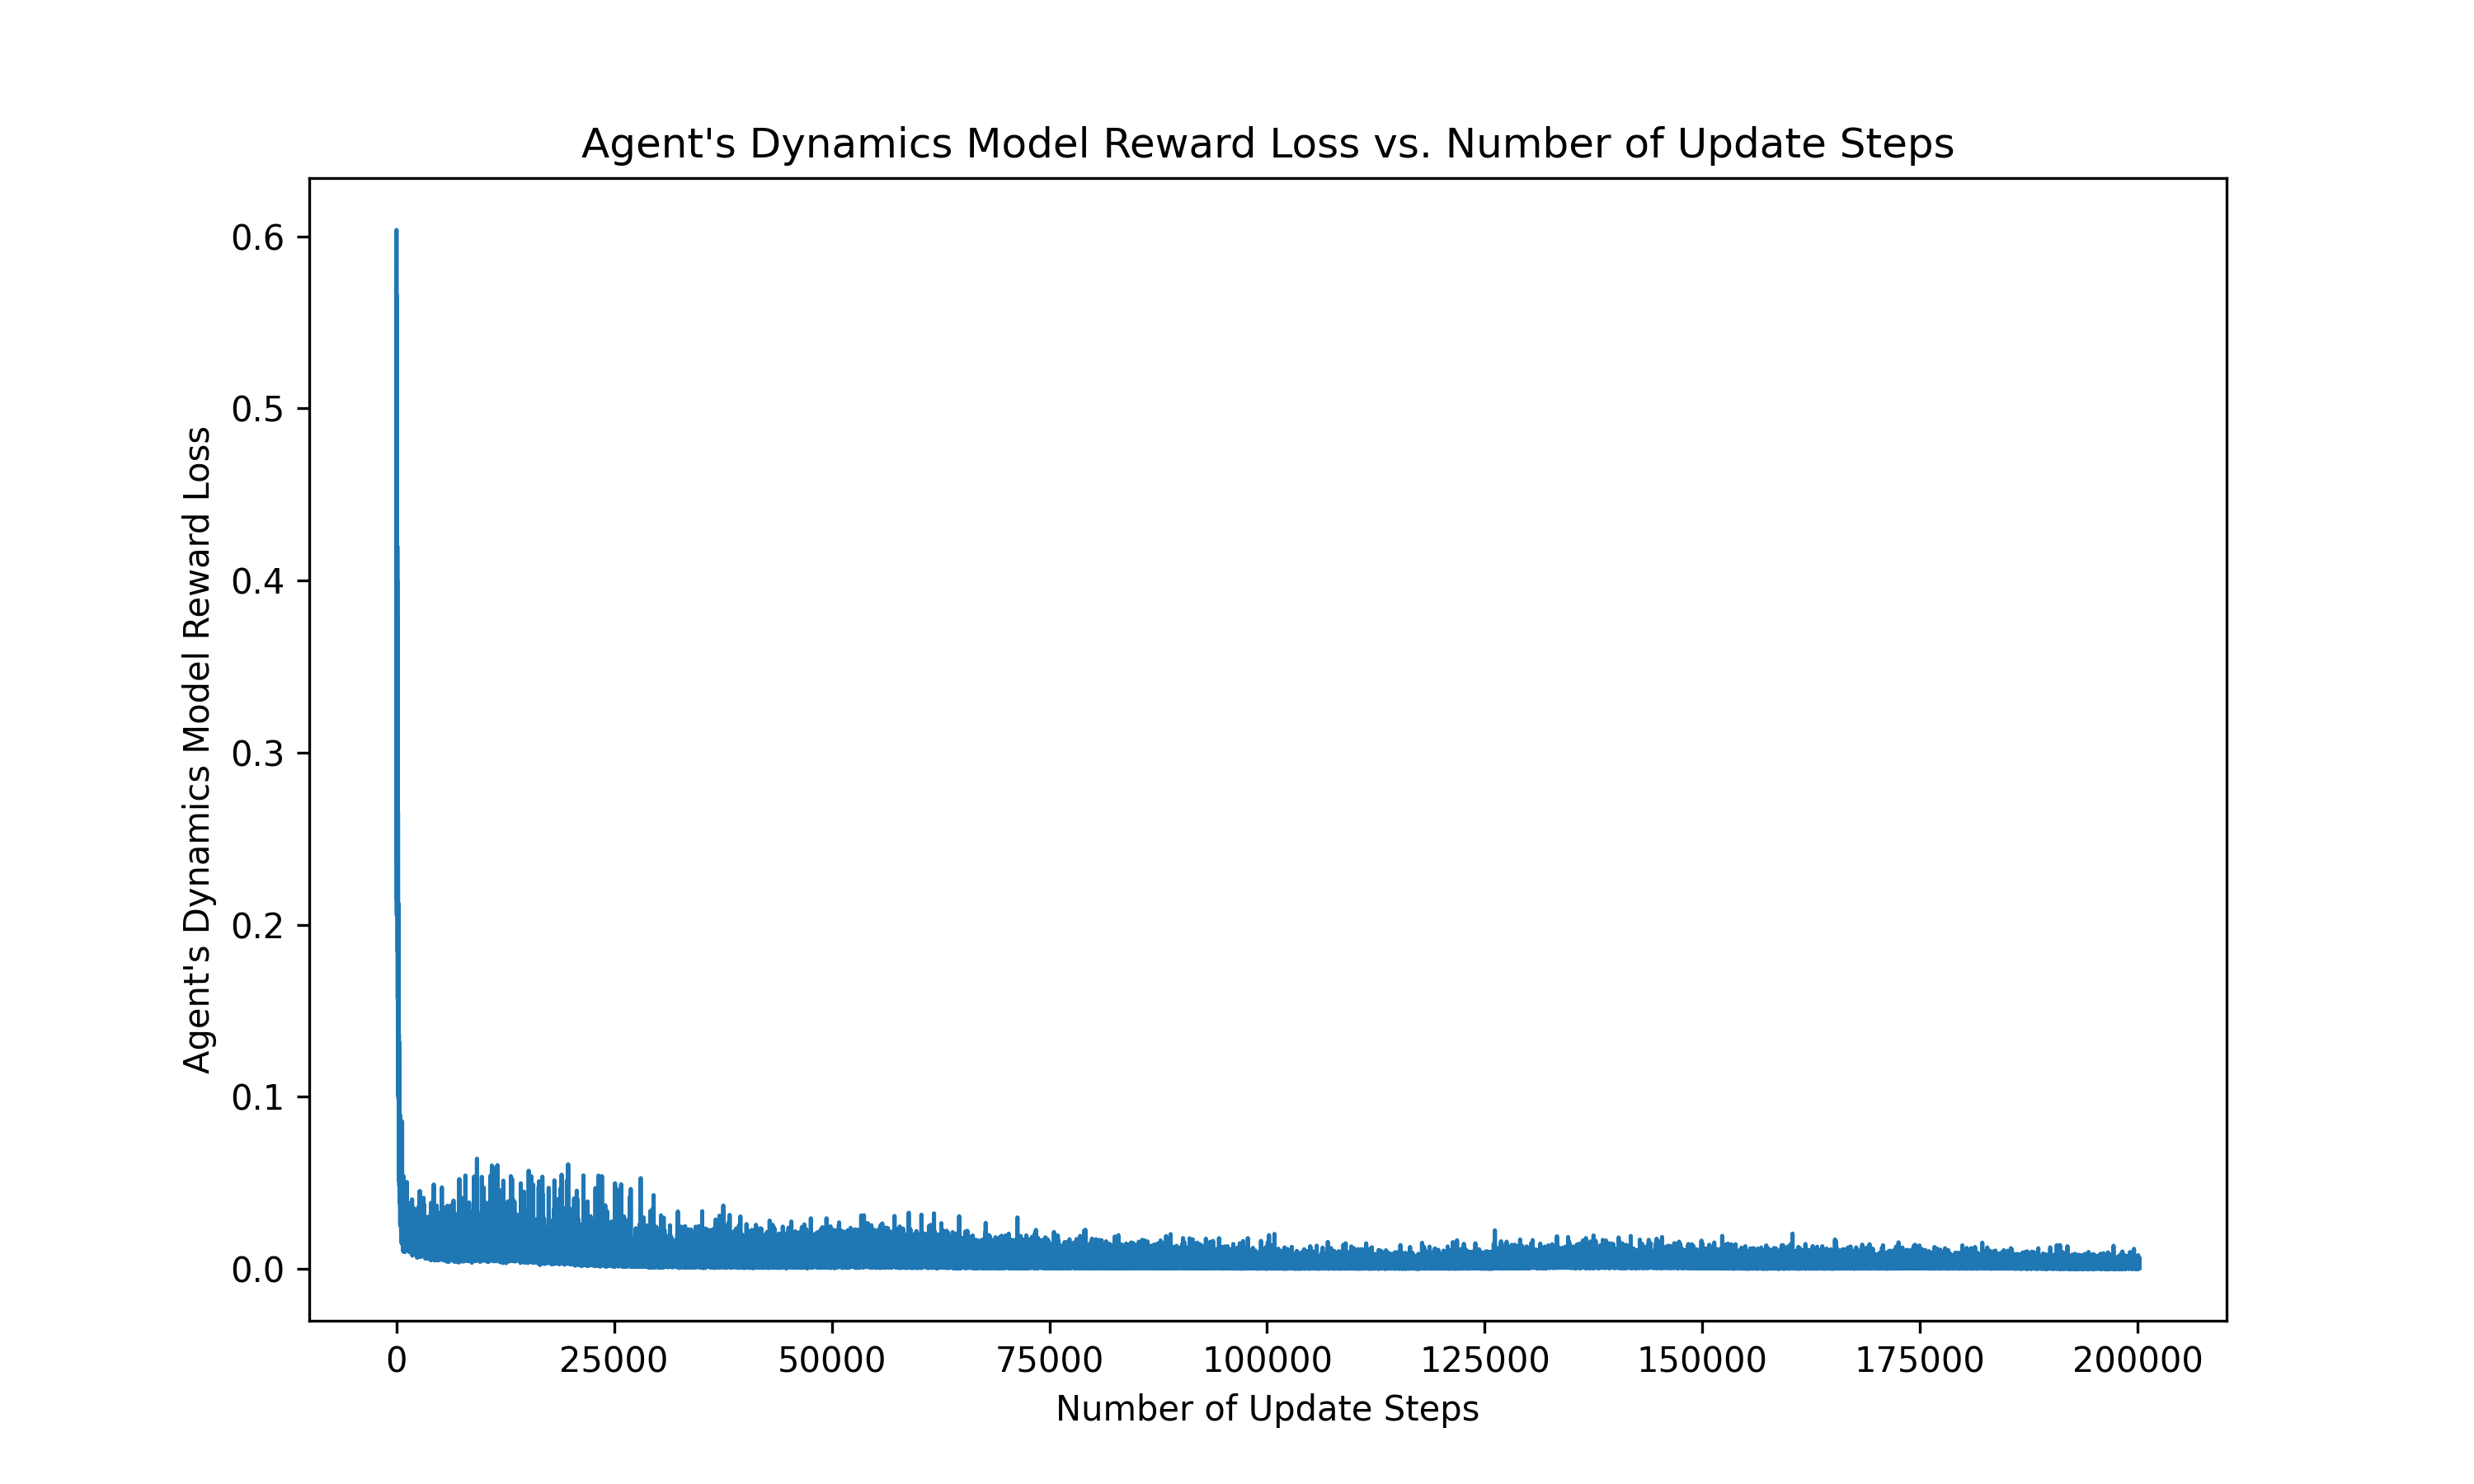 Agent's Dynamics Model Reward Loss vs. Number of Update Steps
Agent's Dynamics Model Reward Loss
0.6
0.5
0.4
0.3
0.2
0.1
0.0
0 25000 50000 75000 100000 125000 150000 175000 200000
Number of Update Steps